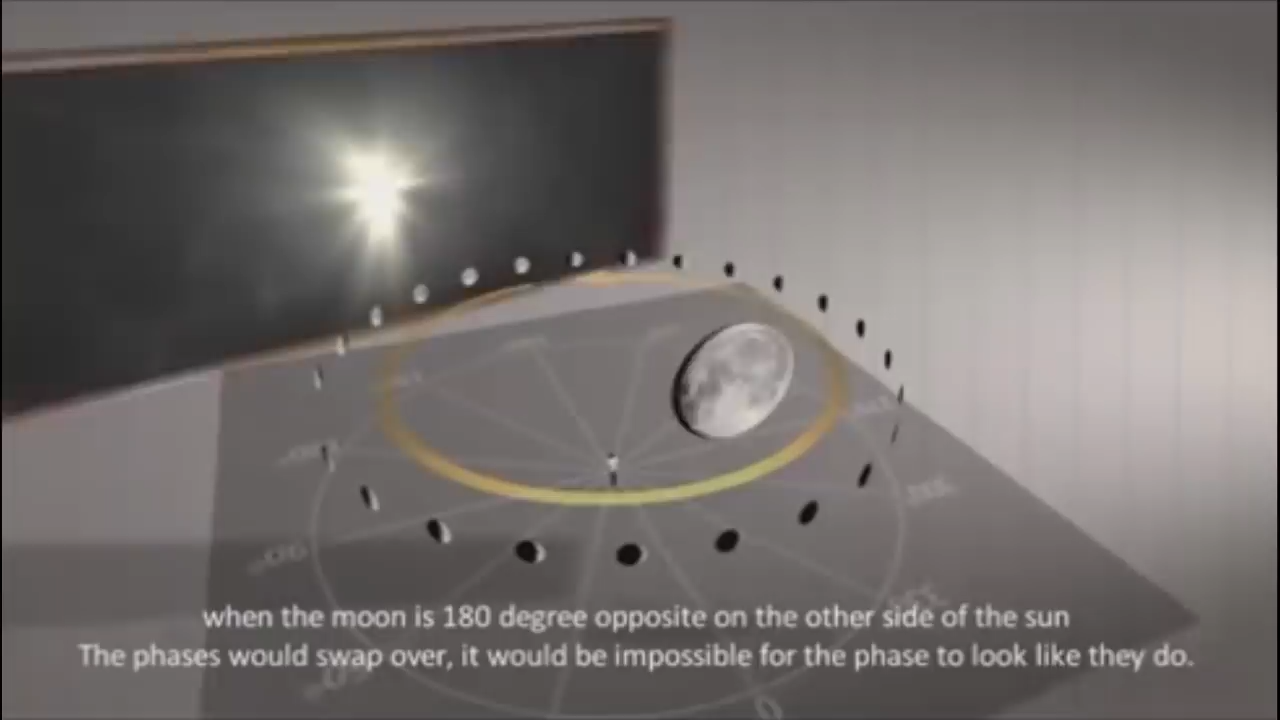 when the moon is 180 degree opposite on the other side of the sun
The phases would swap over, it would be impossible for the phase to look like they do.